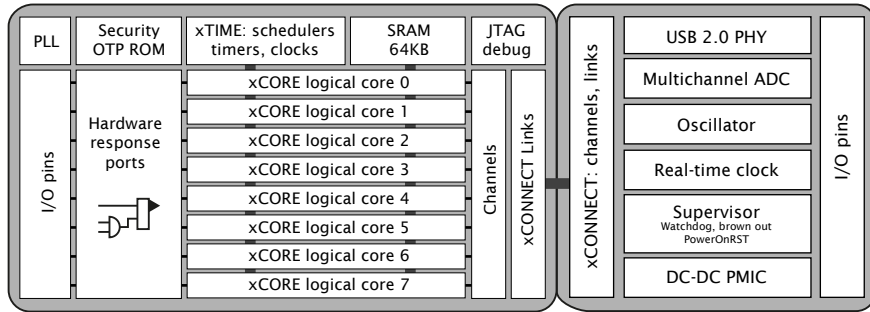 PLL
Security
OTP ROM
xTIME: schedulers
timers, clocks
SRAM
64KB
JTAG
debug
I/O pins
Hardware
response
ports
xCORE logical core 0
xCORE logical core 1
xCORE logical core 2
xCORE logical core 3
xCORE logical core 4
xCORE logical core 5
xCORE logical core 6
xCORE logical core 7
Channels
xCONNECT Links
xCONNECT: channels, links
USB 2.0 PHY
Multichannel ADC
Oscillator
Real-time clock
Supervisor
Watchdog, brown out
PowerOnRST
DC-DC PMIC
I/O pins